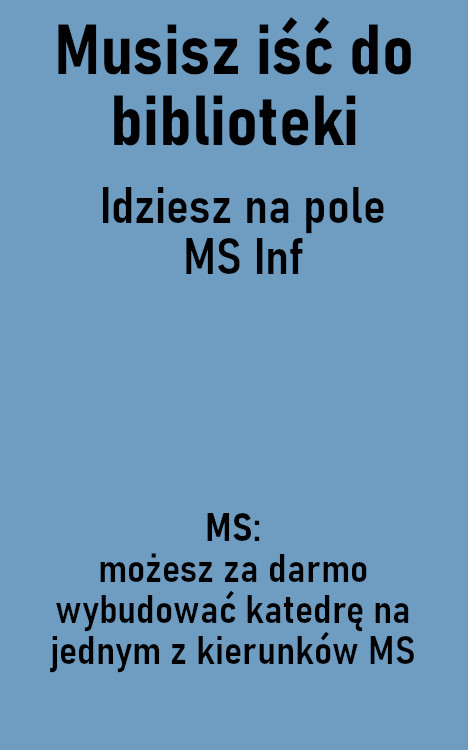 Musisz iść do
biblioteki
Idziesz na pole
MS Inf
MS:
możesz za darmo
wybudować katedrę na
jednym z kierunków MS